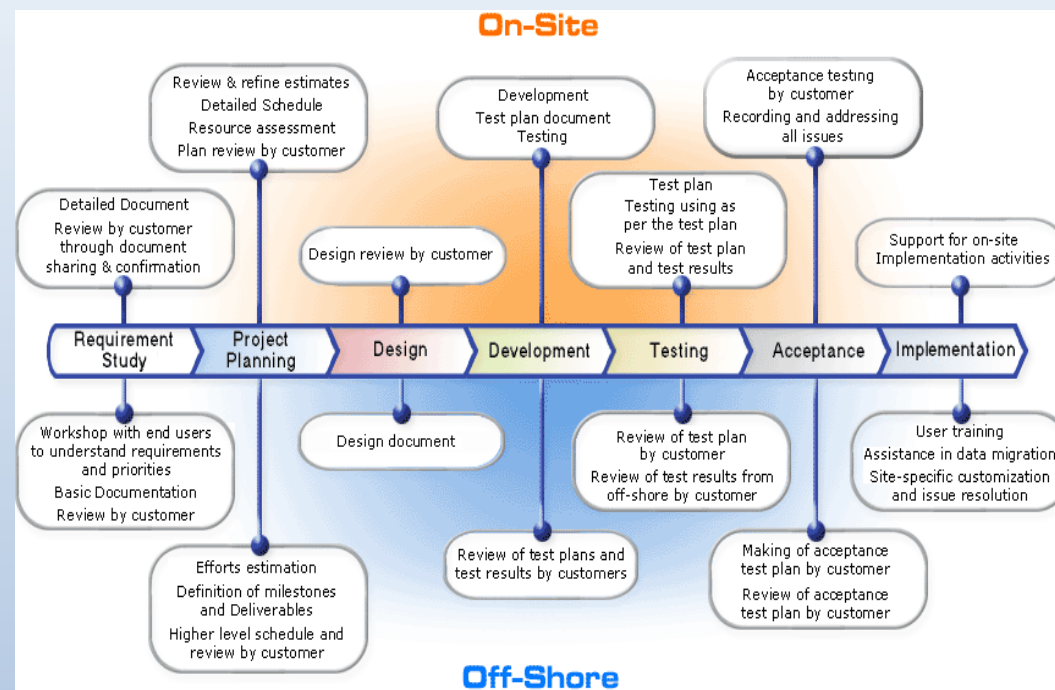 On-Site
Review & refine estimates
Detailed Schedule
Resource assessment
Plan review by customer
Development
Test plan document
Testing
Acceptance testing
by customer
Recording and addressing
all issues
Detailed Document
Review by customer
through document
sharing & confirmation
Design review by customer
Test plan
Testing using as
per the test plan
Review of test plan
and test results
Support for on-site
Implementation activities
Requirement
Study
Project
Planning
Design
Development
Testing
Acceptance
Implementation
Workshop with end users
to understand requirements
and priorities
Basic Documentation
Review by customer
Design document
Review of test plan
by customer
Review of test results from
off-shore by customer
User training
Assistance in data migration
Site-specific customization
and issue resolution
Efforts estimation
Definition of milestones
and Deliverables
Higher level schedule and
review by customer
Review of test plans and
test results by customers
Making of acceptance
test plan by customer
Review of acceptance
test plan by customer
Off-Shore